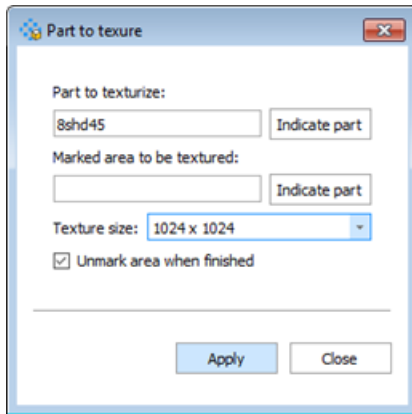 Part to texure
Part to texturize:
8shd45 Indicate part
Marked area to be textured:
Indicate part
Texture size: 1024 x 1024
Unmark area when finished
Apply Close